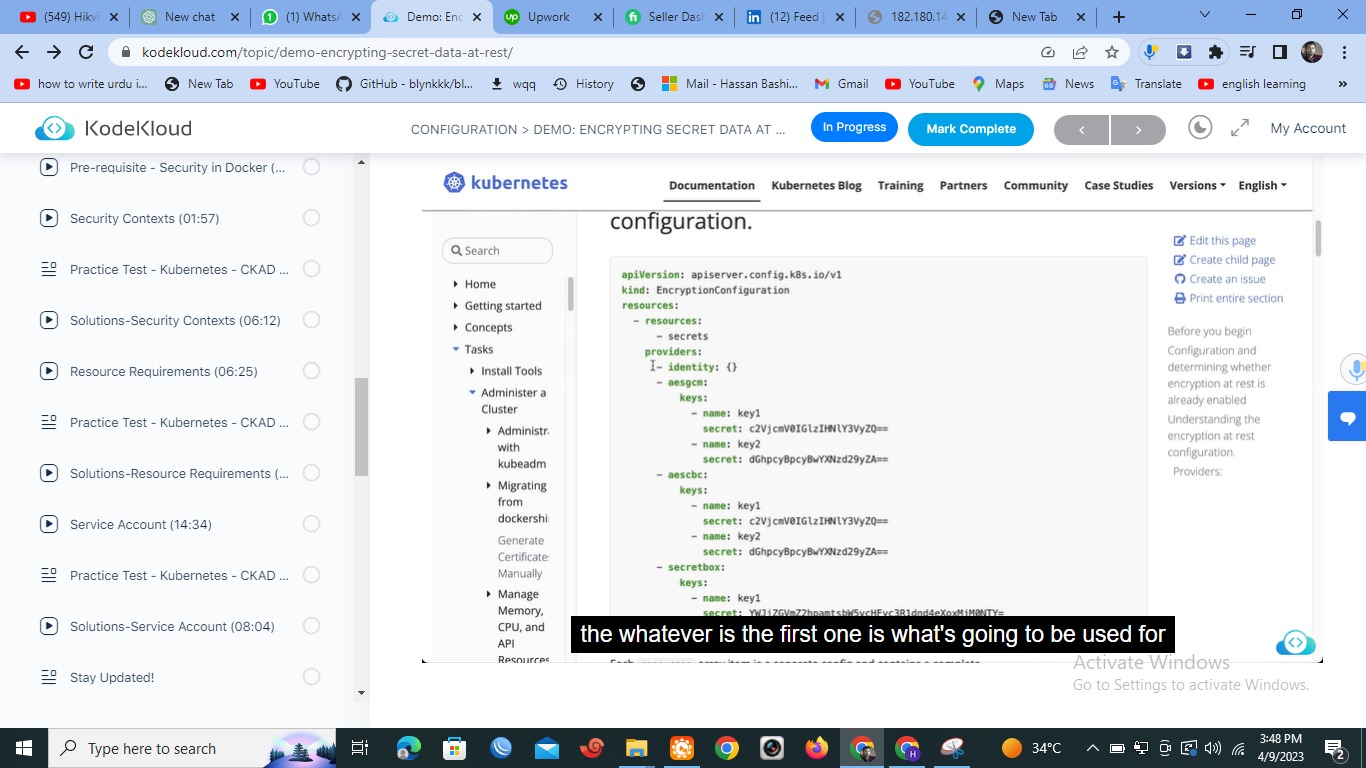 (549) Hikvi
New chat
(1) WhatsA
Demo: Enc
Upwork
Seller Das
(12) Feed |
182.180.14
New Tab
kodekloud.com/topic/demo-encrypting-secret-data-at-rest/
how to write urdu i...
New Tab
YouTube
GitHub - blynkkk/bl...
wqq
History
Mail - Hassan Bashi...
Gmail
YouTube
Maps
News
Translate
english learning
»
KodeKloud
CONFIGURATION > DEMO: ENCRYPTING SECRET DATA AT ...
In Progress
Mark Complete
My Account
Pre-requisite - Security in Docker (...
Security Contexts (01:57)
Practice Test - Kubernetes - CKAD ...
Solutions-Security Contexts (06:12)
Resource Requirements (06:25)
Practice Test - Kubernetes - CKAD ...
Solutions-Resource Requirements (...
Service Account (14:34)
Practice Test - Kubernetes - CKAD ...
Solutions-Service Account (08:04)
Stay Updated!
kubernetes
Documentation
Kubernetes Blog
Training
Partners
Community
Case Studies
Versions
English
configuration.
Search
Home
Getting started
Concepts
Tasks
Install Tools
Administer a
Cluster
Administra
with
kubeadm
Migrating
from
dockershi
Generate
Certificates
Manually
Manage
Memory,
CPU, and
API
Resources
apiVersion: apiserver.config.k8s.io/v1
kind: EncryptionConfiguration
resources:
- resources:
- secrets
providers:
- identity: {}
- aesgcm:
keys:
- name: key1
secret: c2VjcmV0IGlzIHNlY3VyZQ==
- name: key2
secret: dGhpcyBpcyBwYXNzd29yZA==
- aescbc:
keys:
- name: key1
secret: c2VjcmV0IGlzIHNlY3VyZQ==
- name: key2
secret: dGhpcyBpcyBwYXNzd29yZA==
- secretbox:
keys:
- name: key1
secret: YWJjZGVmZ2hpamtsbW5vcHFyc3R1dnd4eXoxMjM0NTY=
Edit this page
Create child page
Create an issue
Print entire section
Before you begin
Configuration and
determining whether
encryption at rest is
already enabled
Understanding the
encryption at rest
configuration.
Providers:
the whatever is the first one is what's going to be used for
Activate Windows
Go to Settings to activate Windows.
Type here to search
34°C
3:48 PM
4/9/2023
2